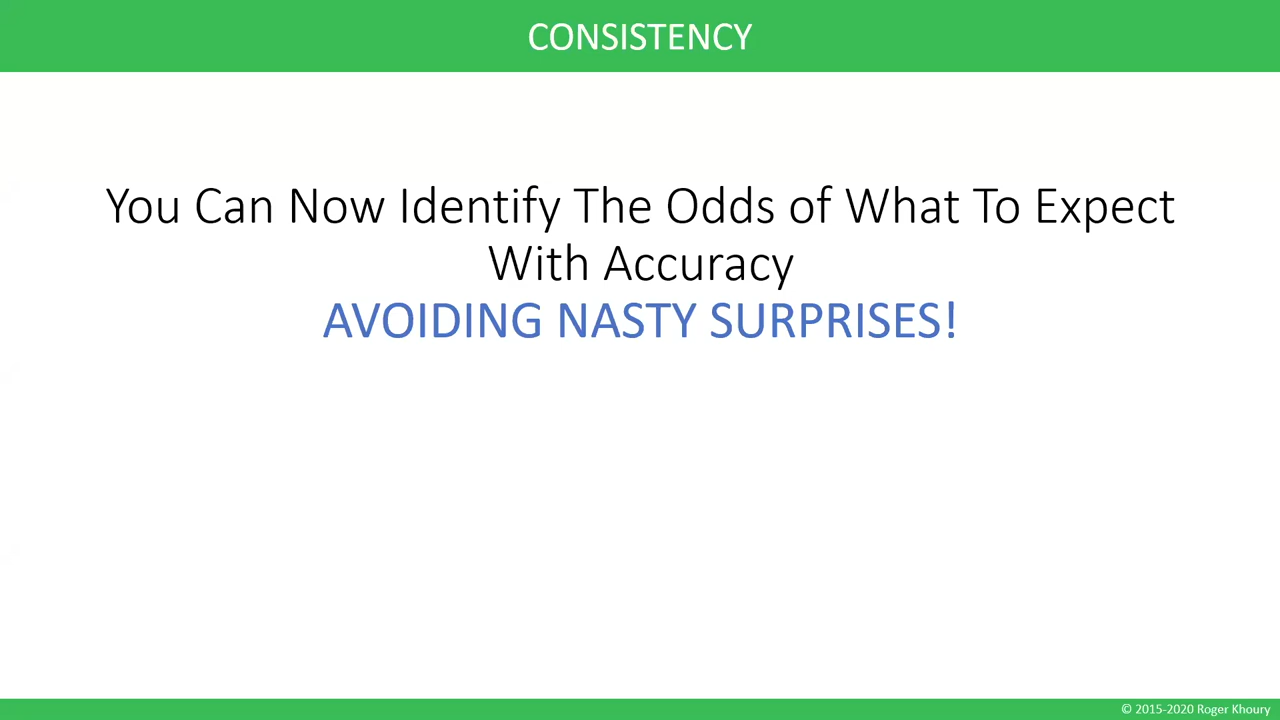 CONSISTENCY
You Can Now Identify The Odds of What To Expect
With Accuracy
AVOIDING NASTY SURPRISES!
© 2015-2020 Roger Khoury